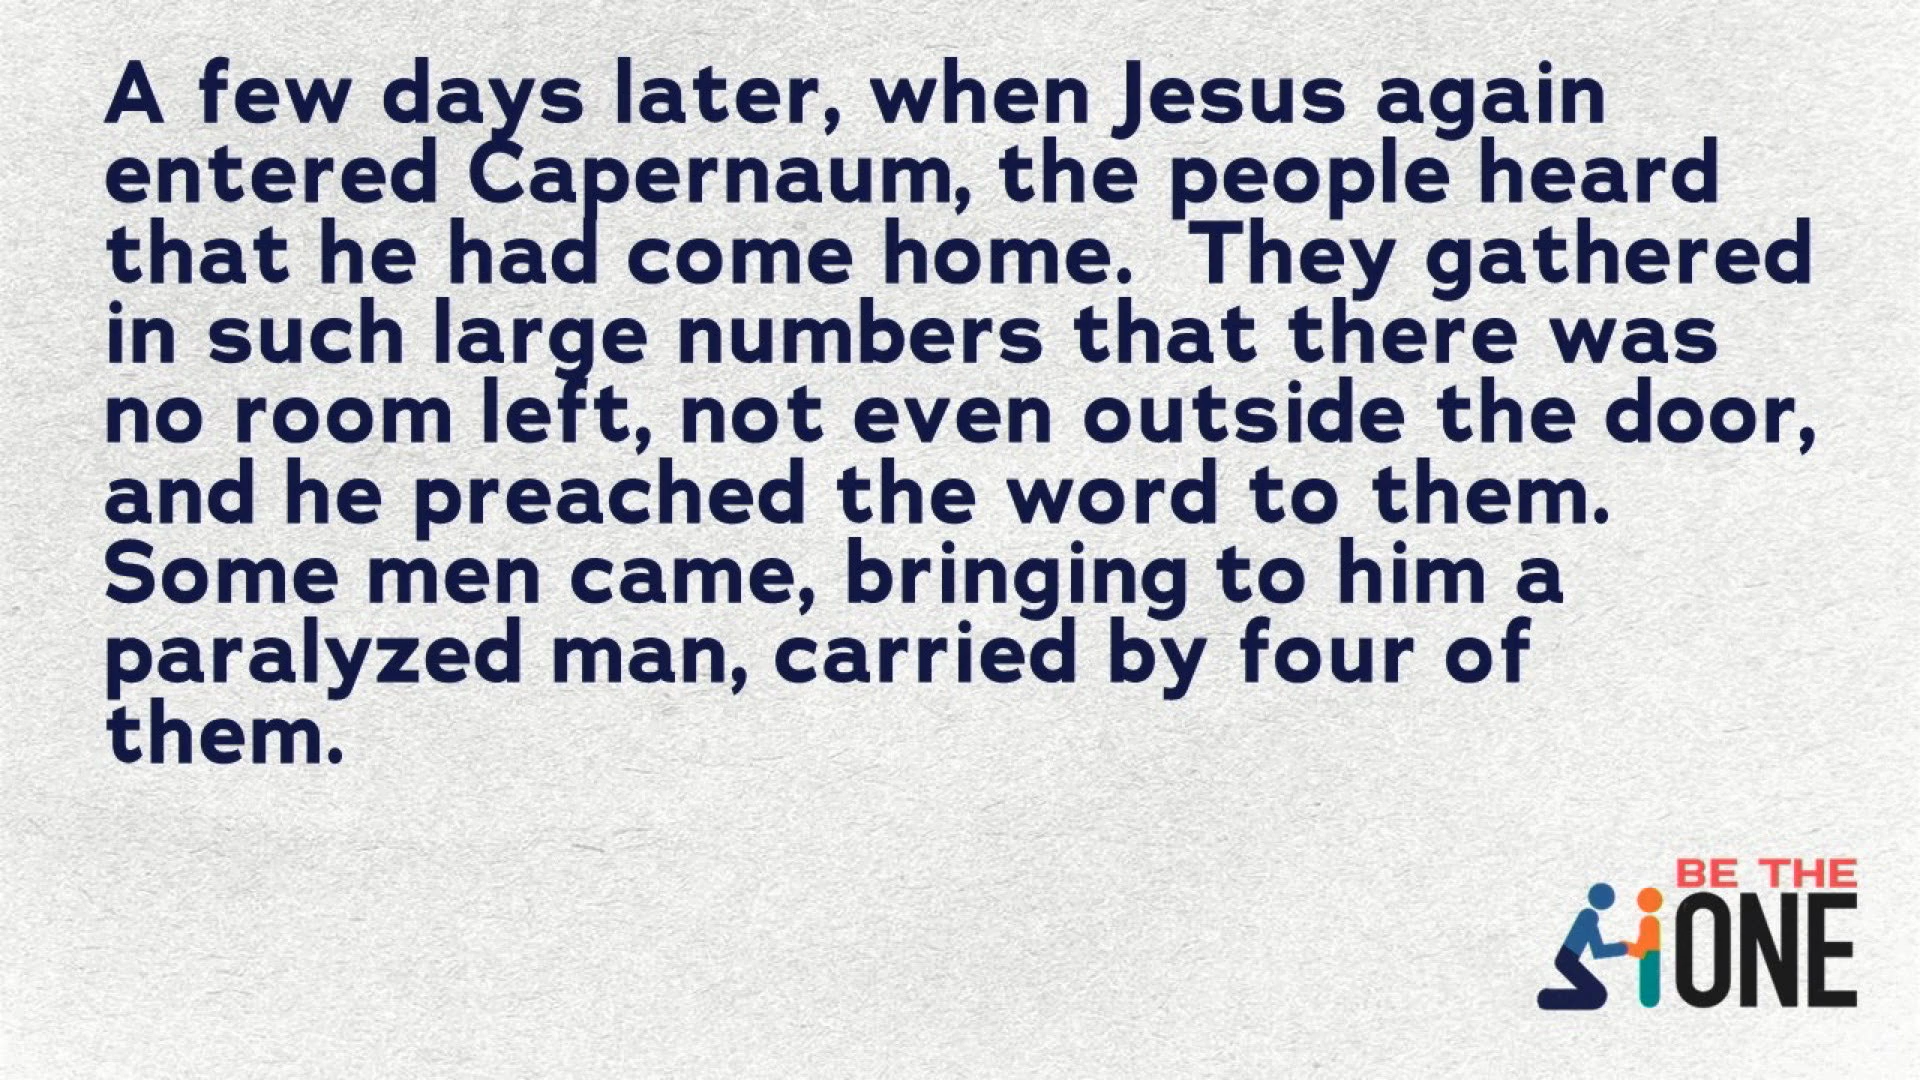 A few days later, when Jesus again
entered Capernaum, the people heard
that he had come home.  They gathered
in such large numbers that there was
no room left, not even outside the door,
and he preached the word to them.
Some men came, bringing to him a
paralyzed man, carried by four of
them.
BE THE
ONE